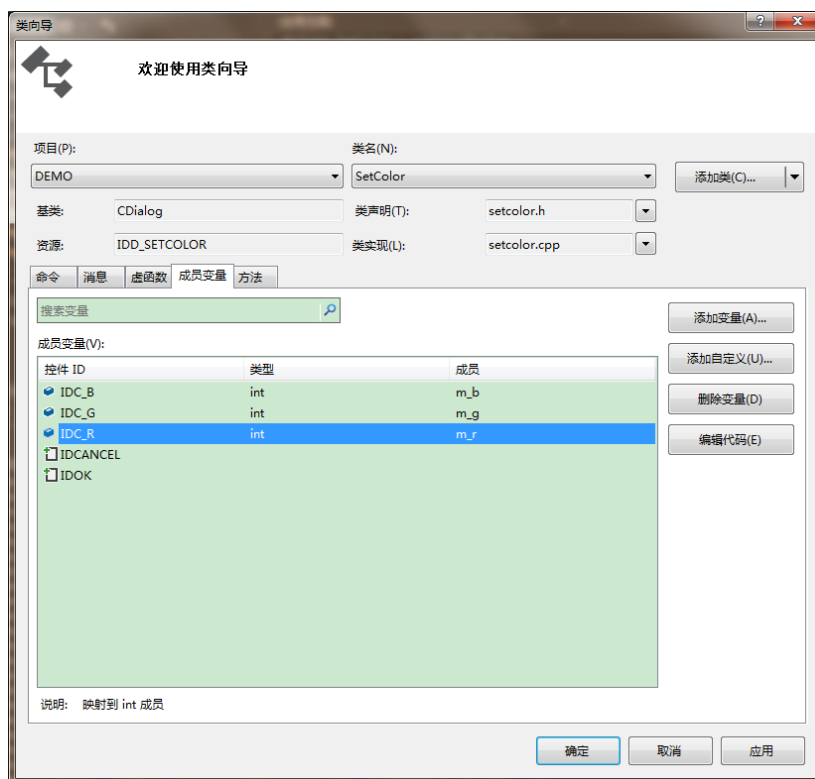 类向导
欢迎使用类向导
项目(P):
类名(N):
DEMO
SetColor
添加类(C)...
基类:
CDialog
类声明(T):
setcolor.h
资源:
IDD_SETCOLOR
类实现(L):
setcolor.cpp
命令 消息 虚函数 成员变量 方法
搜索变量
添加变量(A)...
成员变量(V):
添加自定义(U)...
控件 ID 类型 成员
IDC_B int m_b
删除变量(D)
IDC_G int m_g
IDC_R int m_r
编辑代码(E)
IDCANCEL
IDOK
说明: 映射到 int 成员
确定 取消 应用